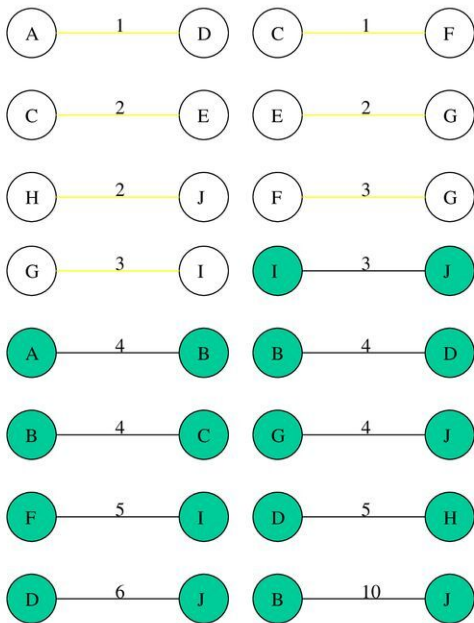 A 1 D C 1 F
C 2 E E 2 G
H 2 J F 3 G
G 3 I I 3 J
A 4 B B 4 D
B 4 C G 4 J
F 5 I D 5 H
D 6 J B 10 J